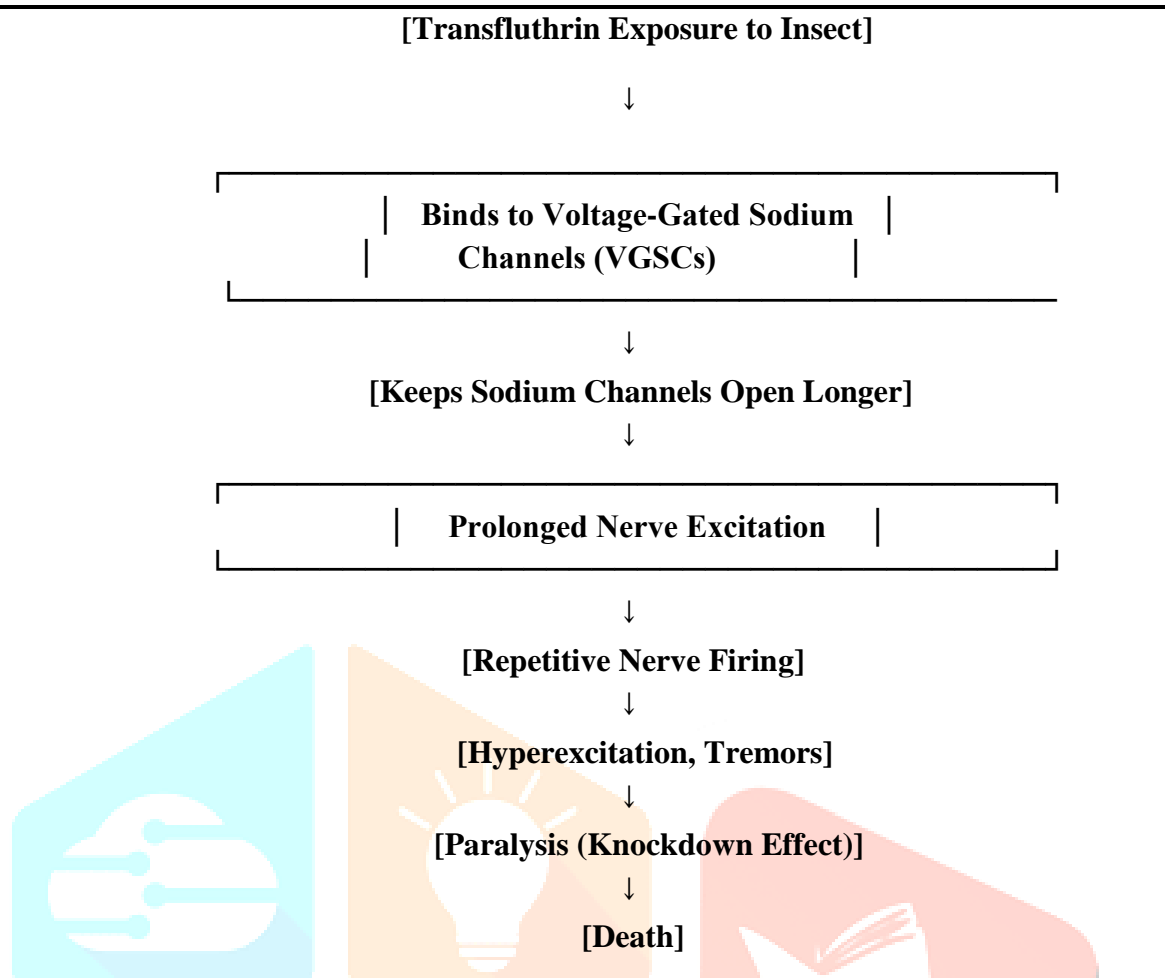 [Transfluthrin Exposure to Insect]
↓
┌──────────────────────────────┐
│ Binds to Voltage-Gated Sodium │
│ Channels (VGSCs) │
└──────────────────────────────
↓
[Keeps Sodium Channels Open Longer]
↓
┌──────────────────────────────┐
│ Prolonged Nerve Excitation │
└──────────────────────────────┘
↓
[Repetitive Nerve Firing]
↓
[Hyperexcitation, Tremors]
↓
[Paralysis (Knockdown Effect)]
↓
[Death]